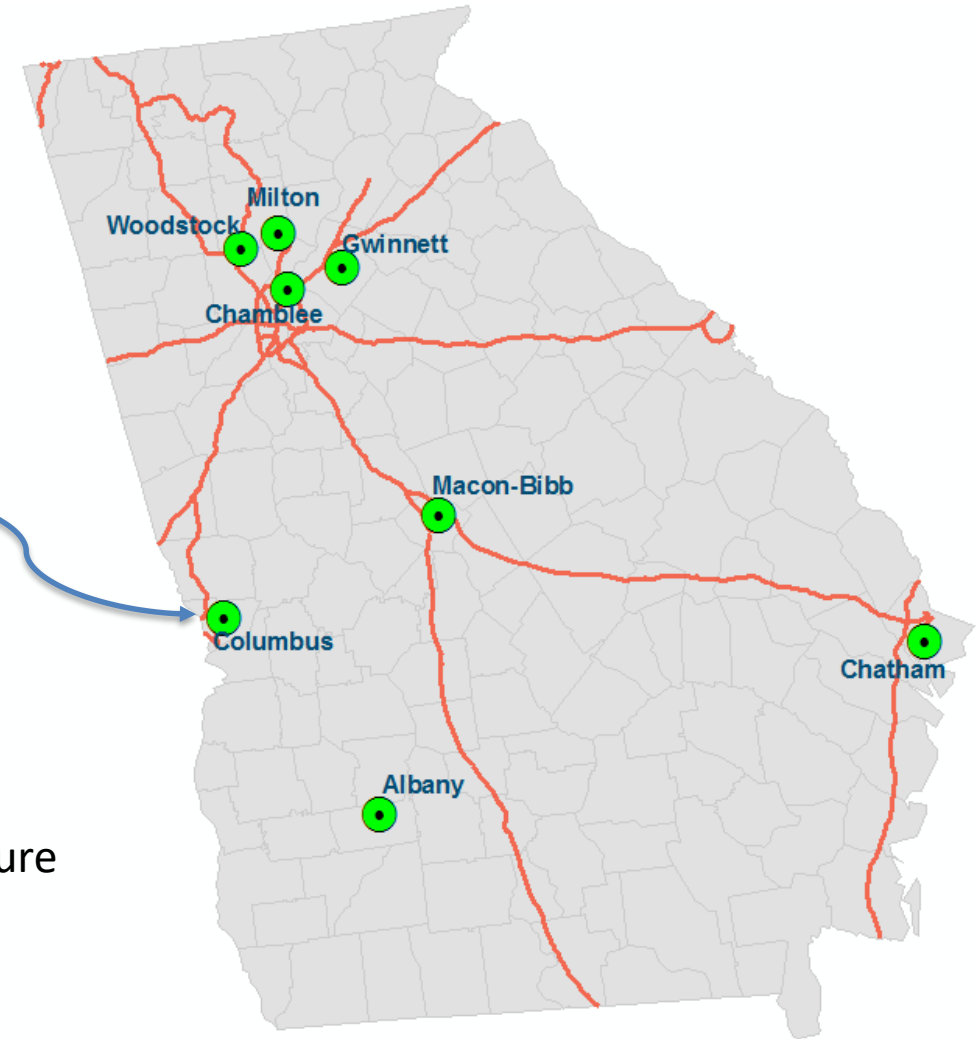 Milton
Woodstock
Gwinnett
Chamblee
Macon-Bibb
Columbus
Chatham
Albany
ure